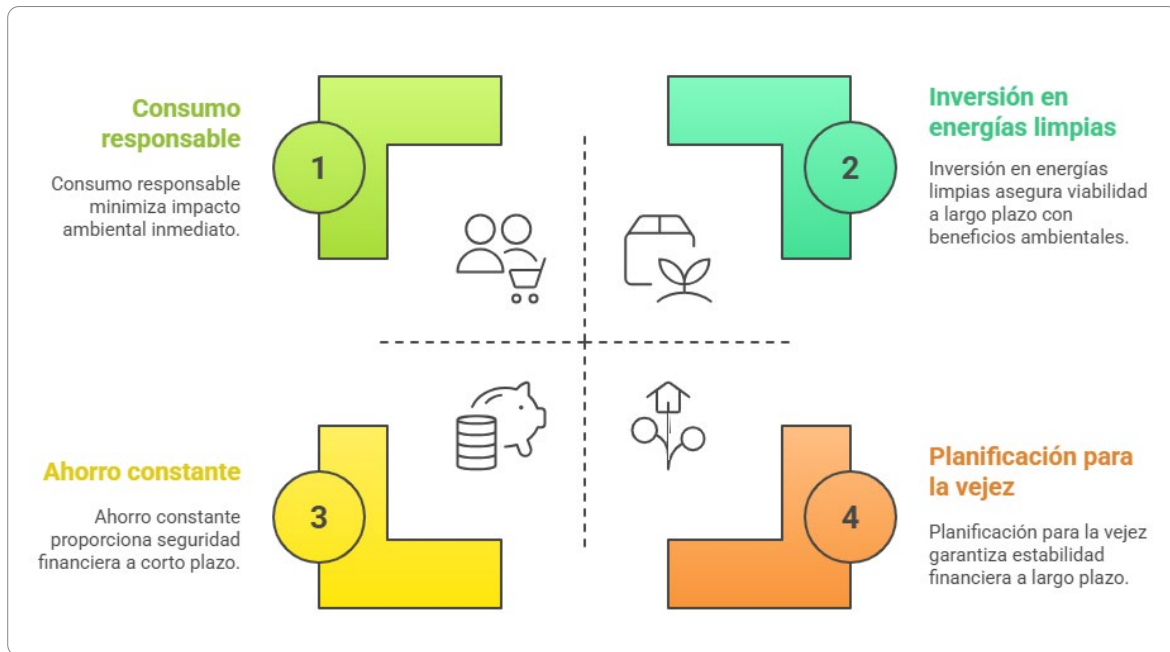 Consumo
responsable
Consumo responsable
minimiza impacto
ambiental inmediato.
1
2
Inversión en
energías limpias
Inversión en energías
limpias asegura viabilidad
a largo plazo con
beneficios ambientales.
Ahorro constante
Ahorro constante
proporciona seguridad
financiera a corto plazo.
3
4
Planificación para
la vejez
Planificación para la vejez
garantiza estabilidad
financiera a largo plazo.